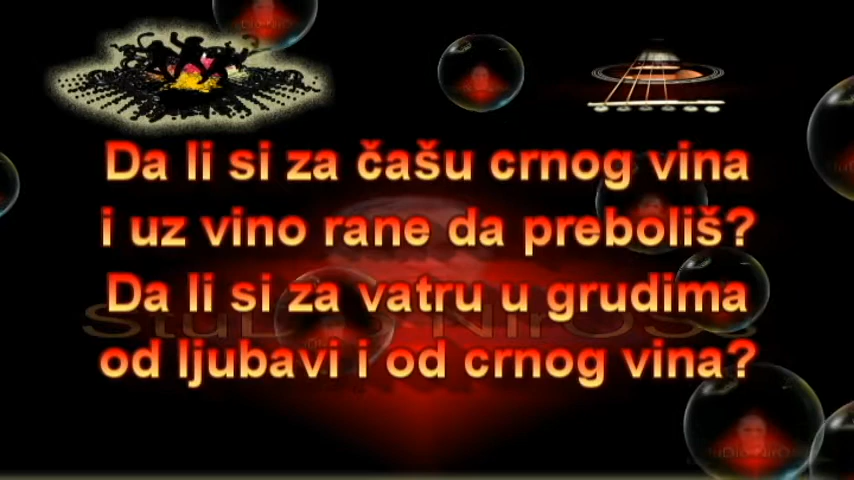 Da li si za čašu crnog vina
i uz vino rane da preboliš?
Da li si za vatru u grudima
od ljubavi i od crnog vina?